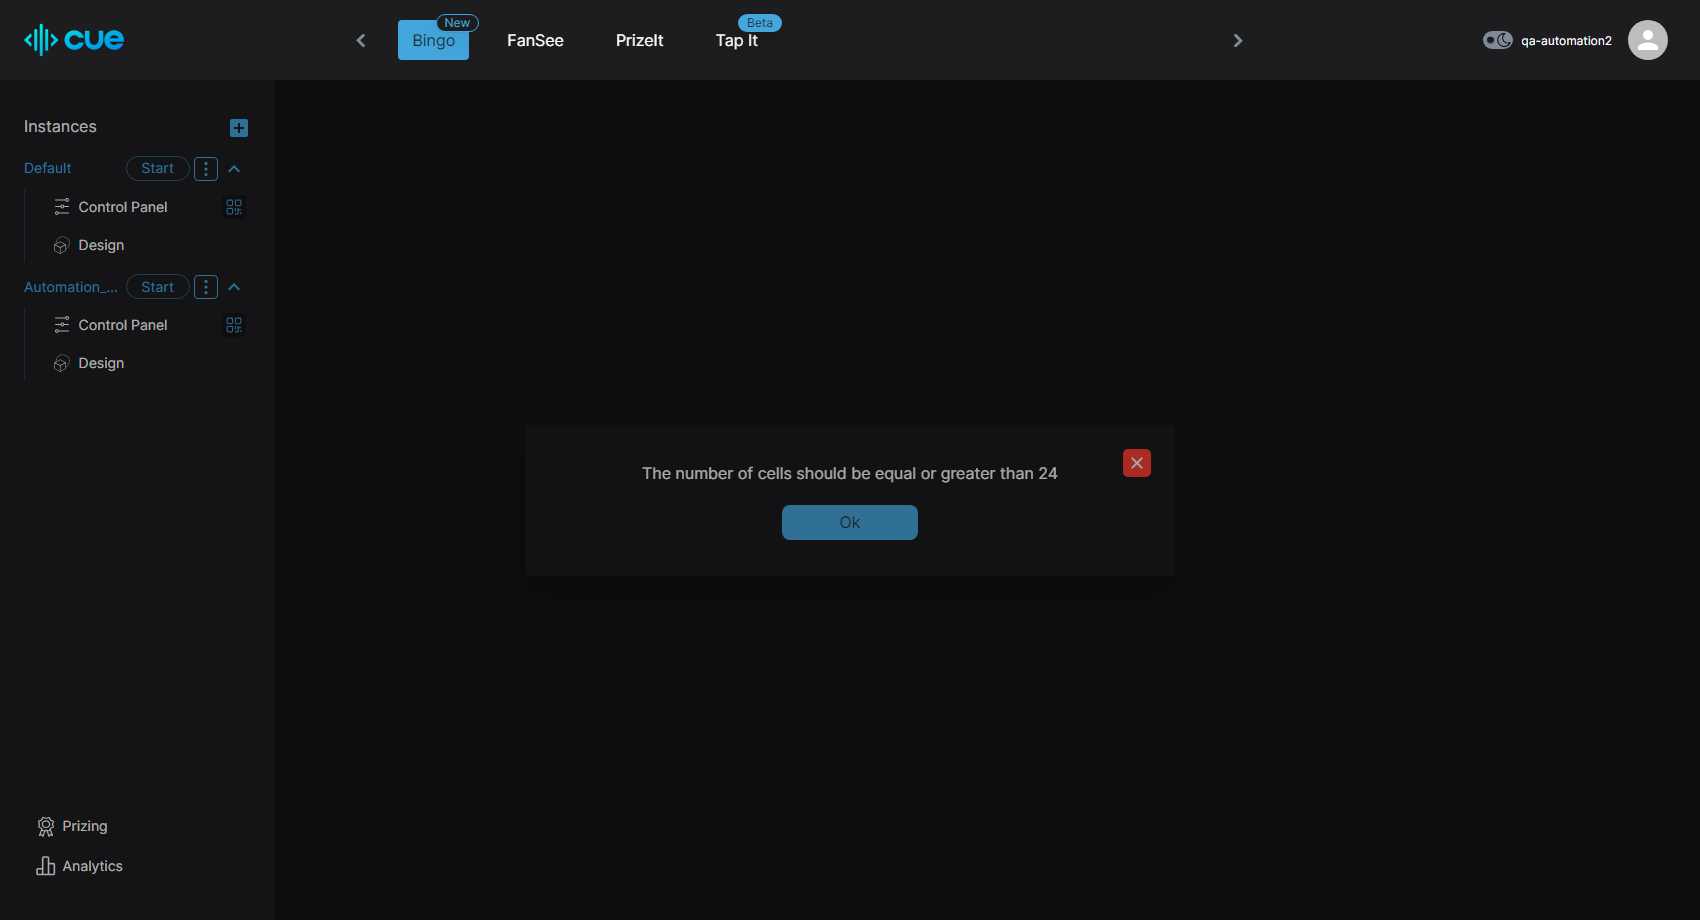 cue
Bingo
New
FanSee
PrizeIt
Tap It
Beta
qa-automation2
Instances
Default
Start
Control Panel
Design
Automation_...
Start
Control Panel
Design
The number of cells should be equal or greater than 24
Ok
Prizing
Analytics